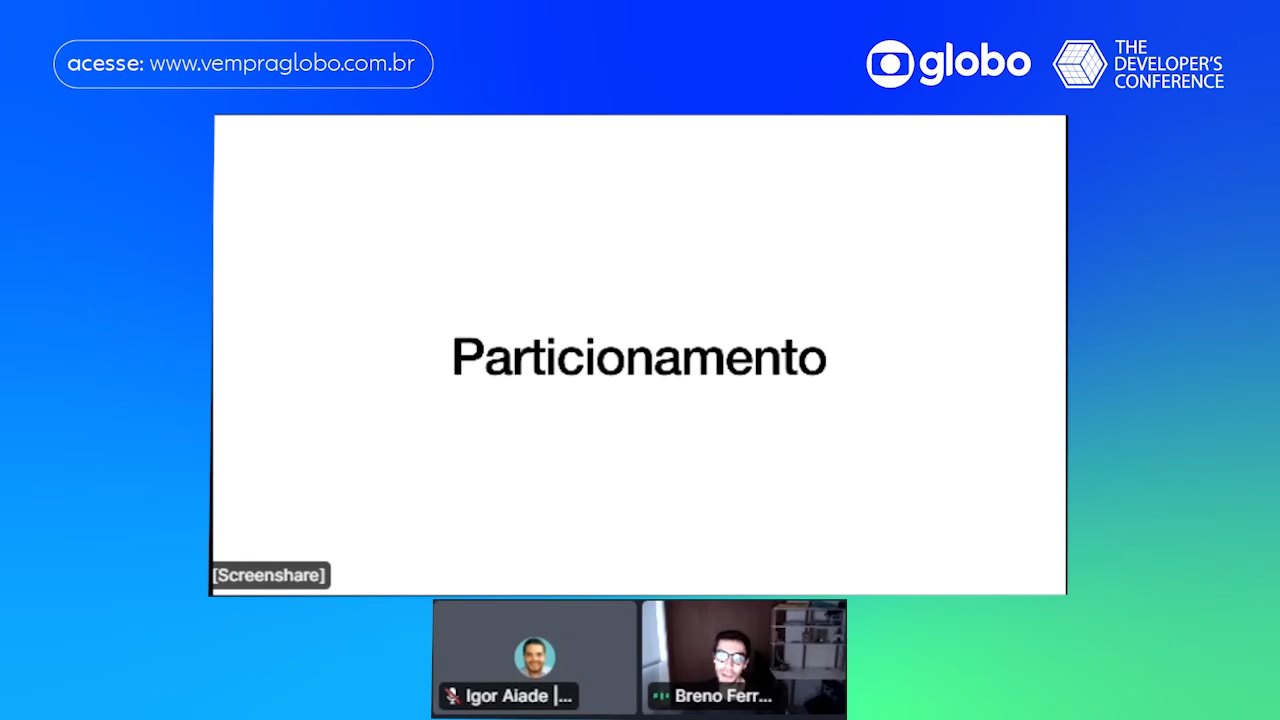 acesse: www.vempraglobo.com.br
globo
THE
DEVELOPER'S
CONFERENCE
Particionamento
[Screenshare]
Igor Aiade |...
Breno Ferr...